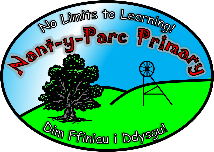 No Limits to Learning!
Nant-y-Parc Primary
Dim Ffiniau i Ddysgu!